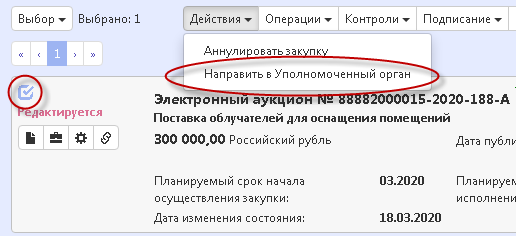 Выбор Выбрано: 1 Действия Операции Контроли Подписание
« ‹ 1 › »
Аннулировать закупку
Направить в Уполномоченный орган
Редактируется
Электронный аукцион № 88882000015-2020-188-А
Поставка облучателей для оснащения помещений
300 000,00 Российский рубль
Дата публи
Планируемый срок начала осуществления закупки:
03.2020
Планируем
исполнени
Дата изменения состояния:
18.03.2020